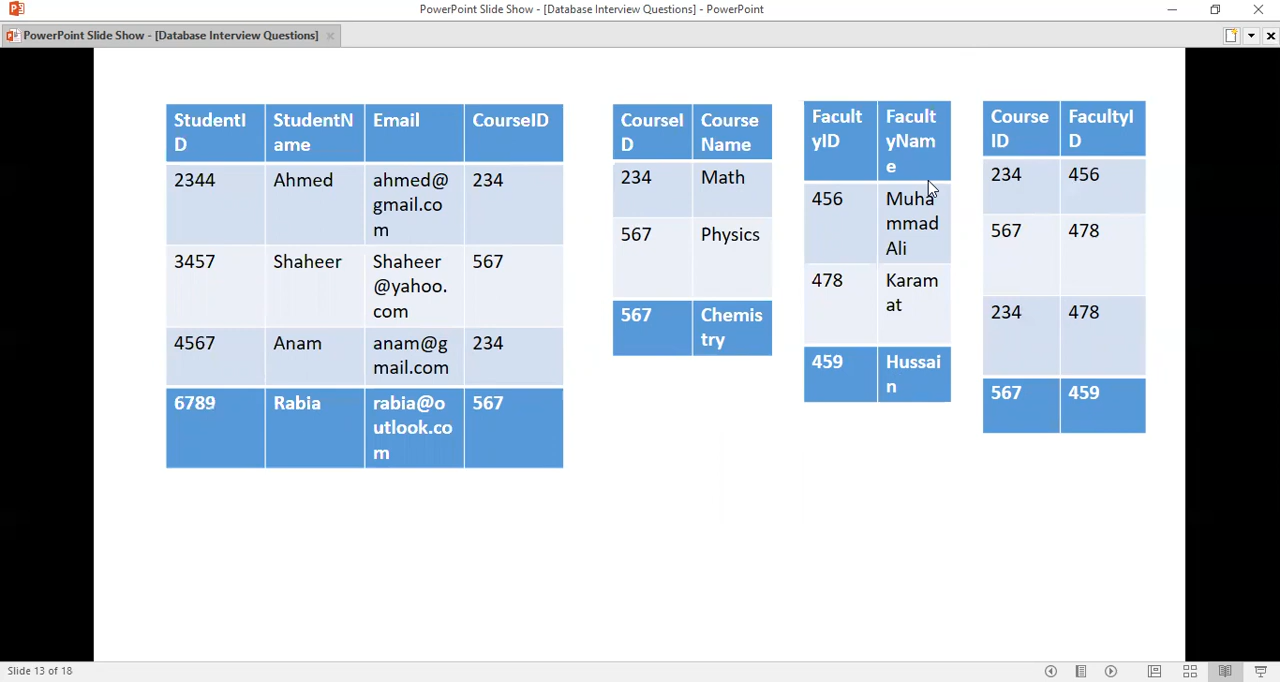 PowerPoint Slide Show - [Database Interview Questions] - PowerPoint
PowerPoint Slide Show - [Database Interview Questions]
StudentI
D
StudentN
ame
Email
CourseID
2344
Ahmed
ahmed@
gmail.co
m
234
3457
Shaheer
Shaheer
@yahoo.
com
567
4567
Anam
anam@g
mail.com
234
6789
Rabia
rabia@o
utlook.co
m
567
CourseI
D
Course
Name
234
Math
567
Physics
567
Chemis
try
Facult
yID
Facult
yNam
e
456
Muha
mmad
Ali
478
Karam
at
459
Hussai
n
Course
ID
FacultyI
D
234
456
567
478
234
478
567
459
Slide 13 of 18